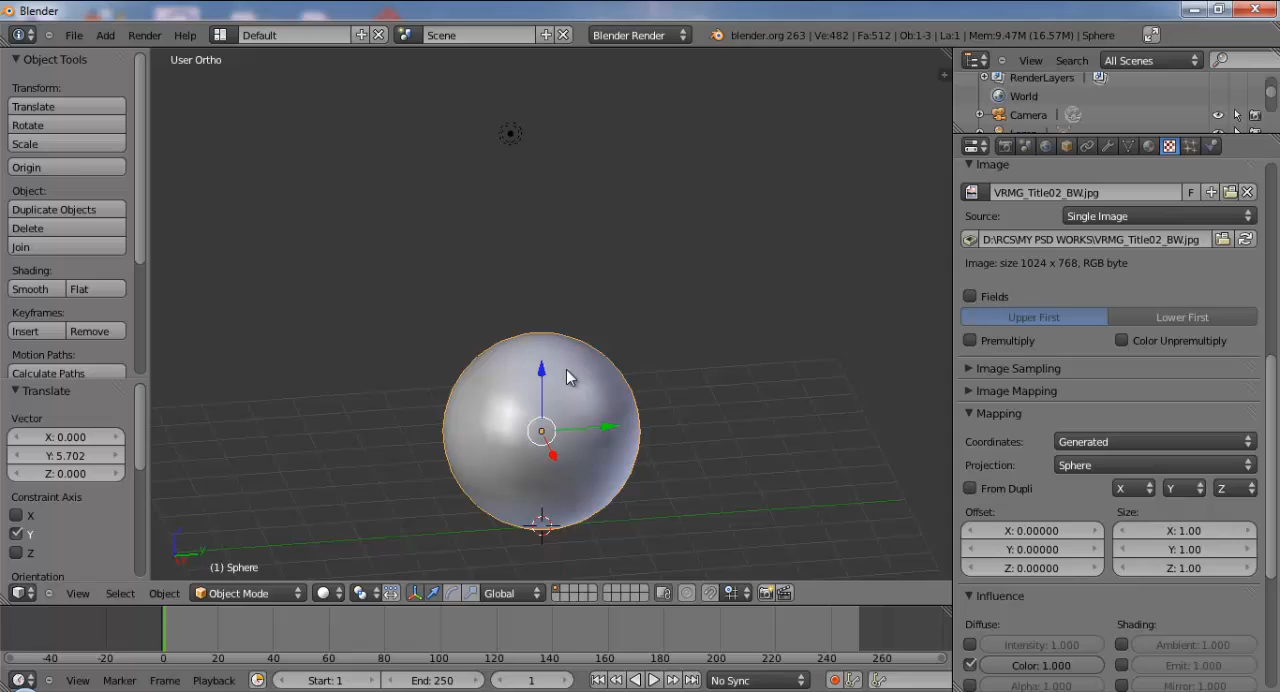 Blender
File Add Render Help Default Scene Blender Render blender.org 263 | Ve:482 | Fa:512 | Ob:1-3 | La:1 | Mem:9.47M (16.57M) | Sphere
Object Tools
Transform:
Translate
Rotate
Scale
Origin
Object:
Duplicate Objects
Delete
Join
Shading:
Smooth Flat
Keyframes:
Insert Remove
Motion Paths:
Calculate Paths
Translate
Vector
X: 0.000
Y: 5.702
Z: 0.000
Constraint Axis
X
Y
Z
Orientation
User Ortho
(1) Sphere
View Select Object Object Mode Global
-40 -20 0 20 40 60 80 100 120 140 160 180 200 220 240 260
View Marker Frame Playback Start: 1 End: 250 1 No Sync
View Search All Scenes
RenderLayers |
World
Camera |
Image
VRMG_Title02_BW.jpg F
Source: Single Image
D:\RCS\MY PSD WORKS\VRMG_Title02_BW.jpg
Image: size 1024 x 768, RGB byte
Fields
Upper First Lower First
Premultiply Color Unpremultiply
Image Sampling
Image Mapping
Mapping
Coordinates: Generated
Projection: Sphere
From Dupli X Y Z
Offset: Size:
X: 0.00000 X: 1.00
Y: 0.00000 Y: 1.00
Z: 0.00000 Z: 1.00
Influence
Diffuse: Shading:
Intensity: 1.000 Ambient: 1.000
Color: 1.000 Emit: 1.000
Alpha: 1.000 Mirror: 1.000